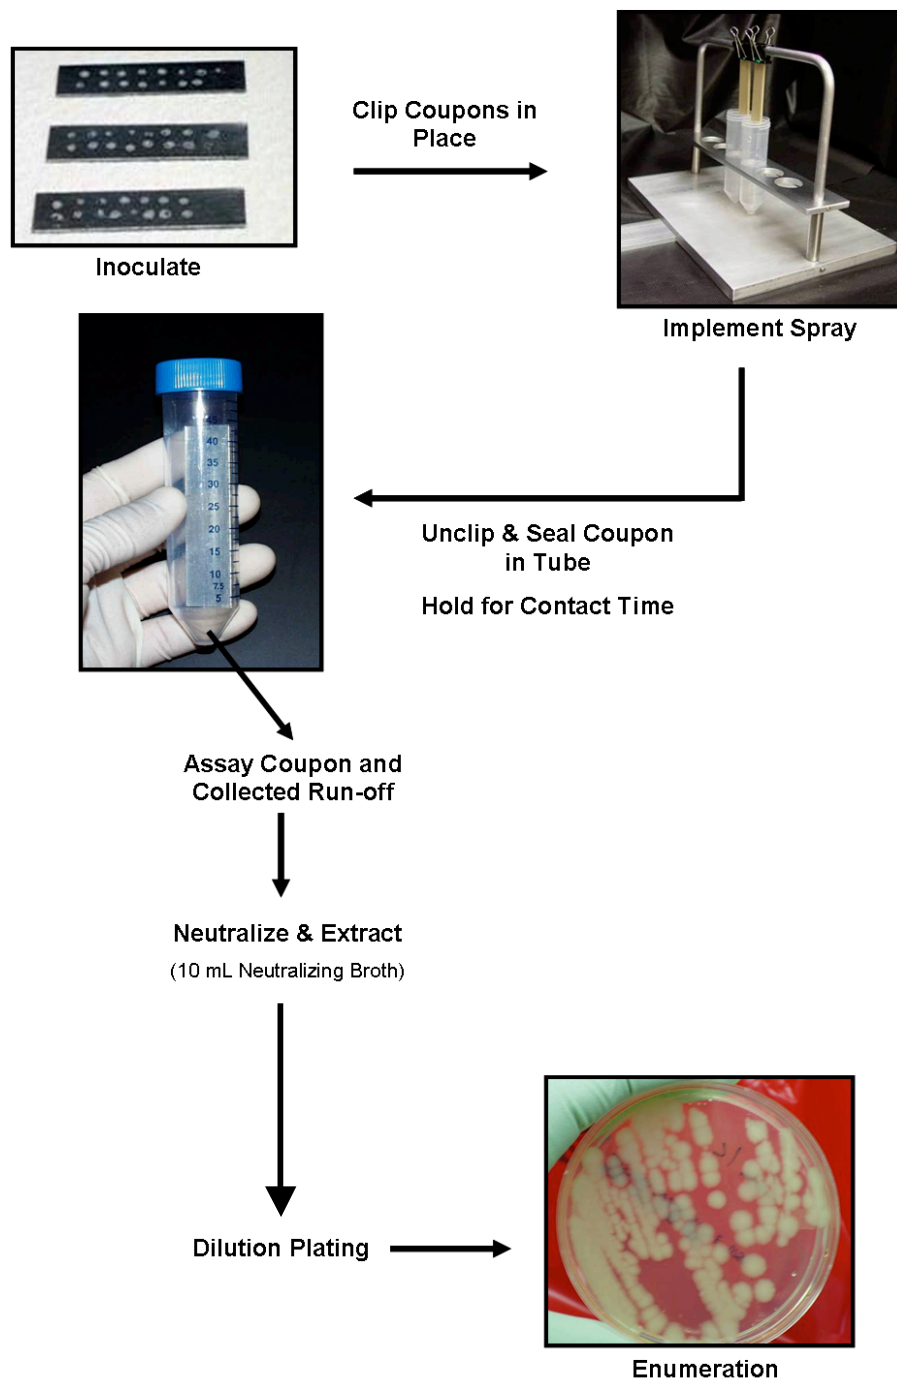 Clip Coupons in
Place
Inoculate
Implement Spray
40
35
30
25
20
15
10
7.5
5
Unclip & Seal Coupon
in Tube
Hold for Contact Time
Assay Coupon and
Collected Run-off
Neutralize & Extract
(10 mL Neutralizing Broth)
Dilution Plating
Enumeration